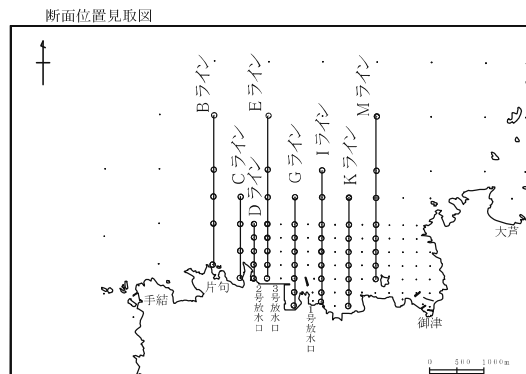 断面位置見取図
Bライン
Cライン
Dライン
Eライン
Gライン
Iライン
Kライン
Mライン
大芦
片句
手結
2号放水口
3号放水口
1号放水口
御津
0 500 1000m